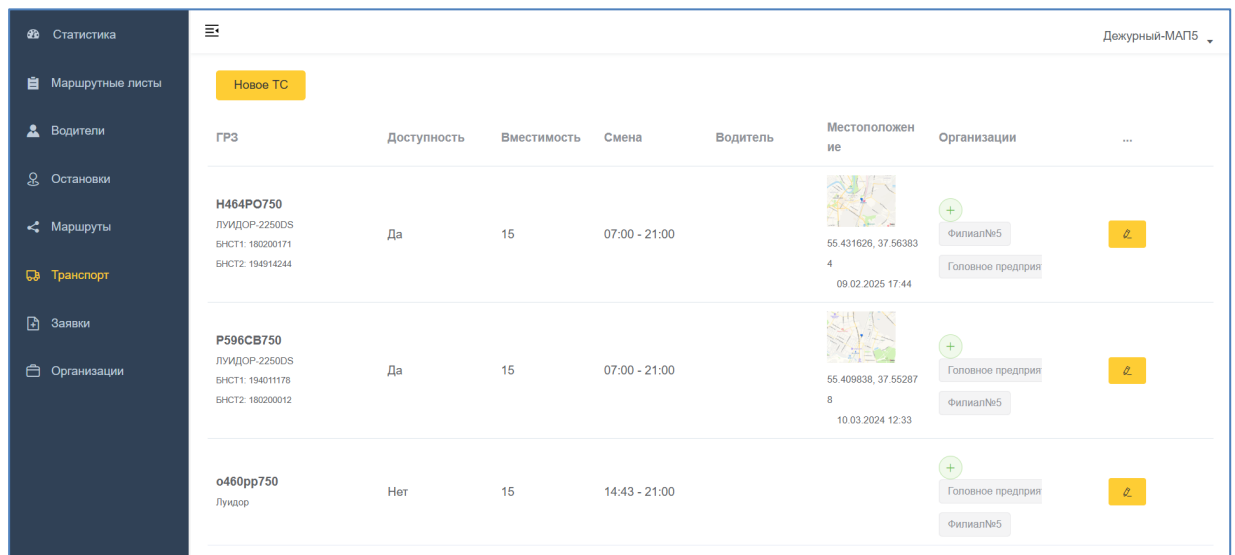 Статистика
Маршрутные листы
Водители
Остановки
Маршруты
Транспорт
Заявки
Организации
Дежурный-МАП5
Новое ТС
ГРЗ Доступность Вместимость Смена Водитель Местоположен
ие Организации ...
Н464РО750
ЛУИДОР-2250DS
БНСТ1: 180200171
БНСТ2: 194914244
Да 15 07:00 - 21:00
55.431626, 37.56383
4
09.02.2025 17:44
Филиал№5
Головное предприя
Р596СВ750
ЛУИДОР-2250DS
БНСТ1: 194011178
БНСТ2: 180200012
Да 15 07:00 - 21:00
55.409838, 37.55287
8
10.03.2024 12:33
Головное предприя
Филиал№5
о460рр750
Луидор
Нет 15 14:43 - 21:00
Головное предприя
Филиал№5